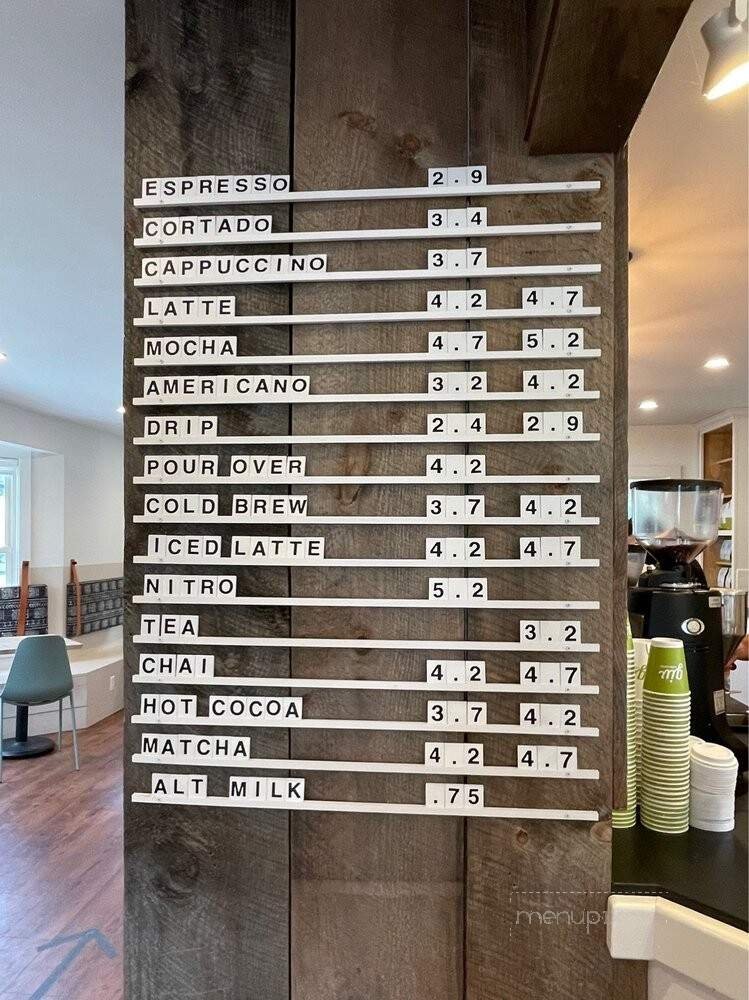 ESPRESSO 2.9
CORTADO 3.4
CAPPUCCINO 3.7
LATTE 4.2 4.7
MOCHA 4.7 5.2
AMERICANO 3.2 4.2
DRIP 2.4 2.9
POUR OVER 4.2
COLD BREW 3.7 4.2
ICED LATTE 4.2 4.7
NITRO 5.2
TEA 3.2
CHAI 4.2 4.7
HOT COCOA 3.7 4.2
MATCHA 4.2 4.7
ALT MILK .75
giv